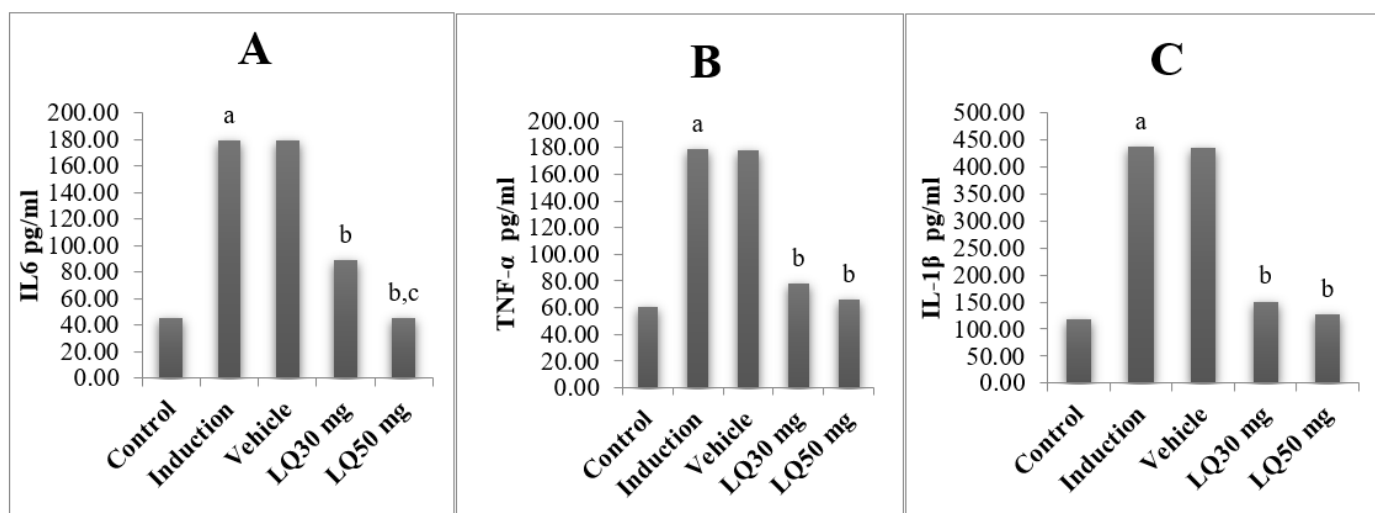 A
IL6 pg/ml
200.00
180.00
160.00
140.00
120.00
100.00
80.00
60.00
40.00
20.00
0.00
a
b
b,c
Control
Induction
Vehicle
LQ30 mg
LQ50 mg
B
TNF-α pg/ml
200.00
180.00
160.00
140.00
120.00
100.00
80.00
60.00
40.00
20.00
0.00
a
b
b
Control
Induction
Vehicle
LQ30 mg
LQ50 mg
C
IL-1β pg/ml
500.00
450.00
400.00
350.00
300.00
250.00
200.00
150.00
100.00
50.00
0.00
a
b
b
Control
Induction
Vehicle
LQ30 mg
LQ50 mg